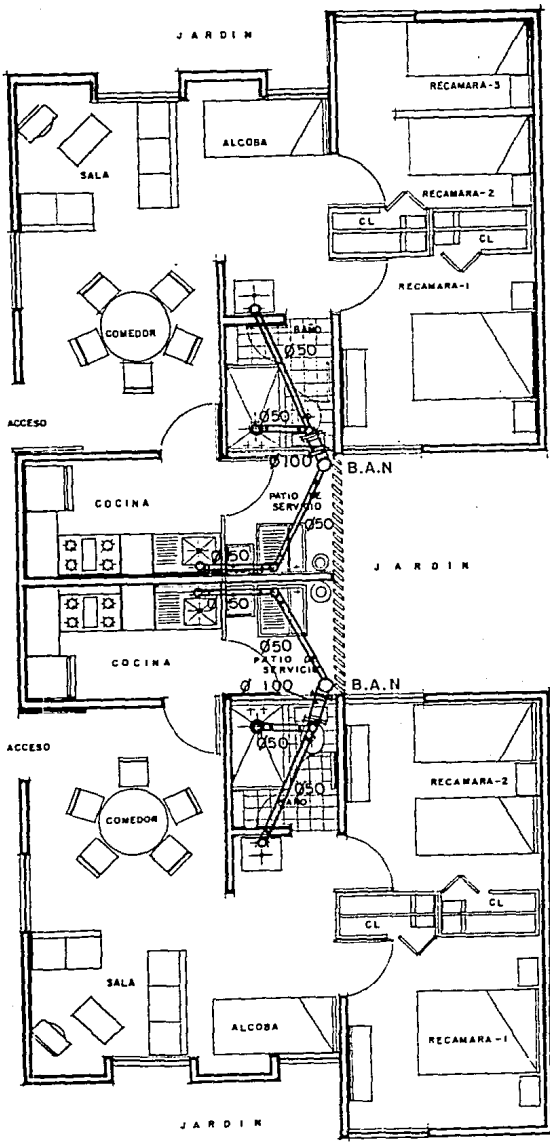 JARDIN
RECAMARA-3
ALCOBA
SALA
RECAMARA-2
CL
CL
RECAMARA-1
COMEDOR
BAÑO
Ø50
ACCESO
Ø50
Ø100
B.A.N
COCINA
PATIO DE
SERVICIO
Ø50
JARDIN
Ø50
Ø50
COCINA
Ø50
PATIO DE
SERVICIO
Ø 100
B.A.N
ACCESO
Ø50
RECAMARA-2
Ø50
BAÑO
COMEDOR
CL
CL
SALA
ALCOBA
RECAMARA-1
JARDIN